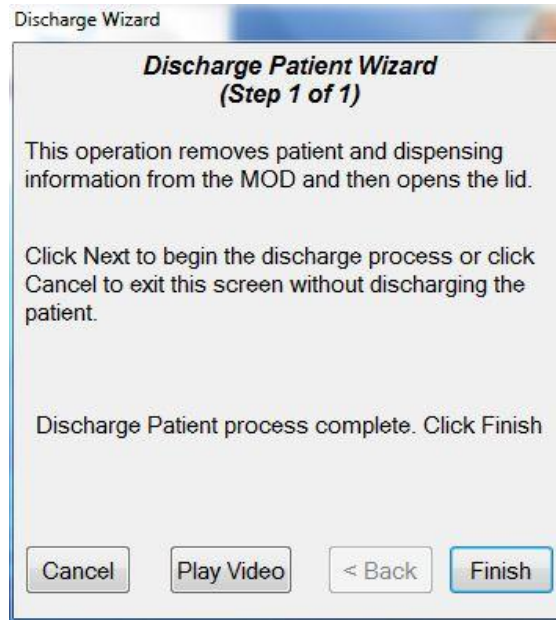 Discharge Wizard
Discharge Patient Wizard
(Step 1 of 1)
This operation removes patient and dispensing
information from the MOD and then opens the lid.
Click Next to begin the discharge process or click
Cancel to exit this screen without discharging the
patient.
Discharge Patient process complete. Click Finish
Cancel Play Video < Back Finish